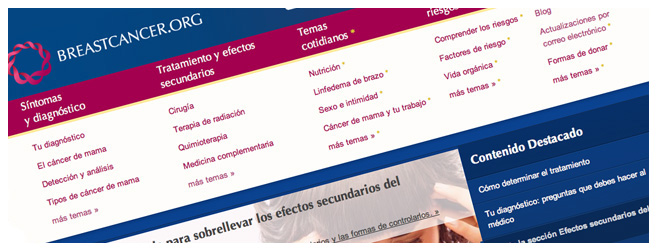 BREASTCANCER.ORG
Síntomas
y diagnóstico
Tu diagnóstico
El cáncer de mama
Detección y análisis
Tipos de cáncer de mama
más temas »
Tratamiento y efectos
secundarios
Cirugía
Terapia de radiación
Quimioterapia
Medicina complementaria
más temas »
Temas
cotidianos
Nutrición
Linfedema de brazo
Sexo e intimidad
Cáncer de mama y tu trabajo
más temas »
Comprender los riesgos
Factores de riesgo
Vida orgánica
más temas »
Blog
Actualizaciones por
correo electrónico
Formas de donar
más temas »
para sobrellevar los efectos secundarios del
y las formas de controlarlos. »
Contenido Destacado
Cómo determinar el tratamiento
Tu diagnóstico: preguntas que debes hacer al
médico
la sección Efectos secundarios del